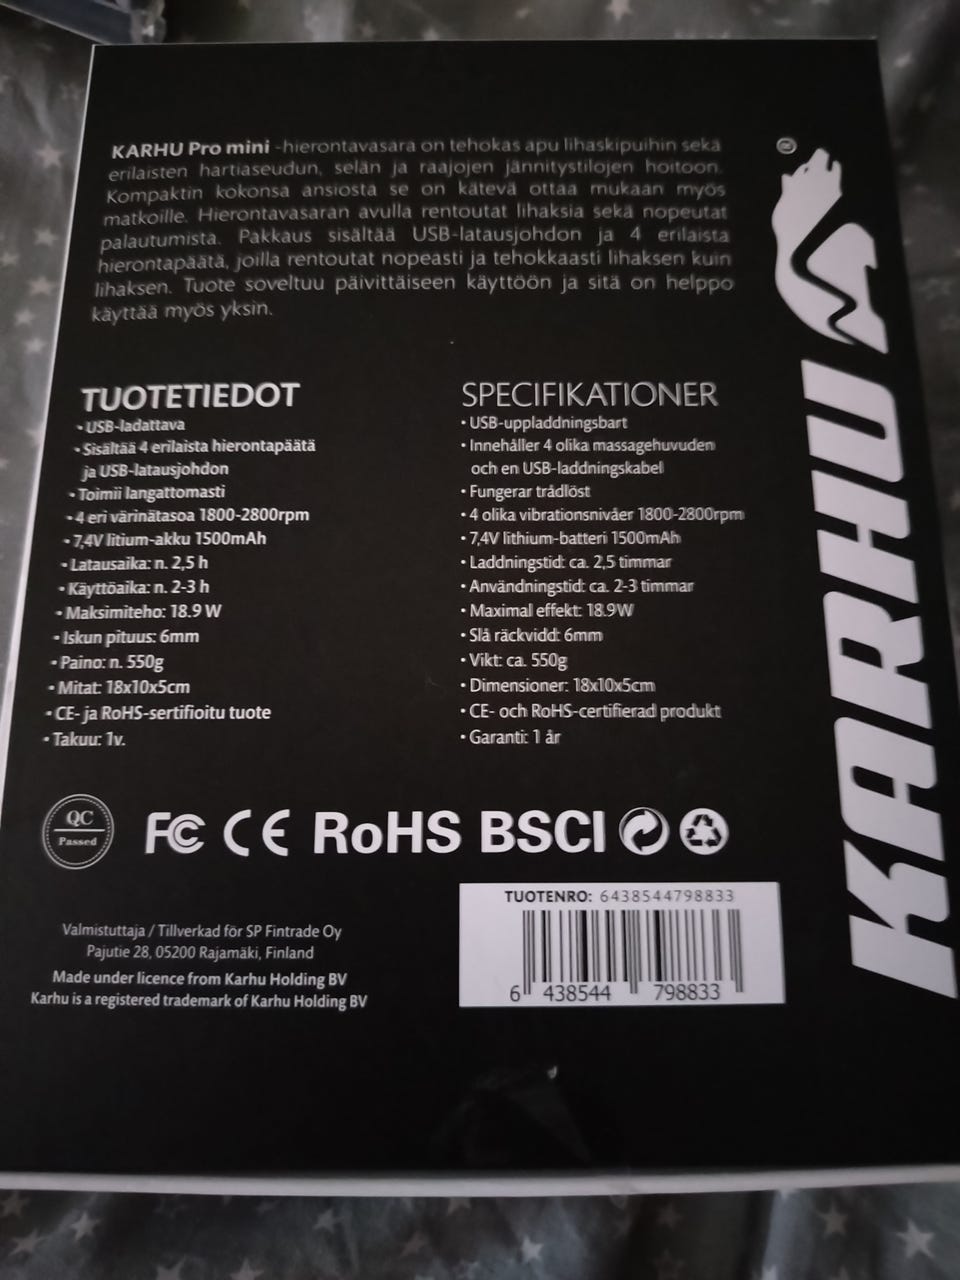 KARHU Pro mini -hierontavasara on tehokas apu lihaskipuihin sekä
erilaisten hartiaseudun, selän ja raajojen jännitystilojen hoitoon.
Kompaktin kokonsa ansiosta se on kätevä ottaa mukaan myös
matkoille. Hierontavasaran avulla rentoutat lihaksia sekä nopeutat
palautumista. Pakkaus sisältää USB-latausjohdon ja 4 erilaista
hierontapäätä, joilla rentoutat nopeasti ja tehokkaasti lihaksen kuin
lihaksen. Tuote soveltuu päivittäiseen käyttöön ja sitä on helppo
käyttää myös yksin.
®
KARHU
TUOTETIEDOT
• USB-ladattava
• Sisältää 4 erilaista hierontapäätä
ja USB-latausjohdon
• Toimii langattomasti
• 4 eri värinätasoa 1800-2800rpm
• 7,4V litium-akku 1500mAh
• Latausaika: n. 2,5 h
• Käyttöaika: n. 2-3 h
• Maksimiteho: 18.9 W
• Iskun pituus: 6mm
• Paino: n. 550g
• Mitat: 18x10x5cm
• CE- ja RoHS-sertifioitu tuote
• Takuu: 1v.
SPECIFIKATIONER
• USB-uppladdningsbart
• Innehåller 4 olika massagehuvuden
och en USB-laddningskabel
• Fungerar trådlöst
• 4 olika vibrationsnivåer 1800-2800rpm
• 7,4V lithium-batteri 1500mAh
• Laddningstid: ca. 2,5 timmar
• Användningstid: ca. 2-3 timmar
• Maximal effekt: 18.9W
• Slå räckvidd: 6mm
• Vikt: ca. 550g
• Dimensioner: 18x10x5cm
• CE- och RoHS-certifierad produkt
• Garanti: 1 år
QC
Passed
FC CE RoHS BSCI
Valmistuttaja / Tillverkad för SP Fintrade Oy
Pajutie 28, 05200 Rajamäki, Finland
Made under licence from Karhu Holding BV
Karhu is a registered trademark of Karhu Holding BV
TUOTENRO: 6438544798833
6 438544 798833